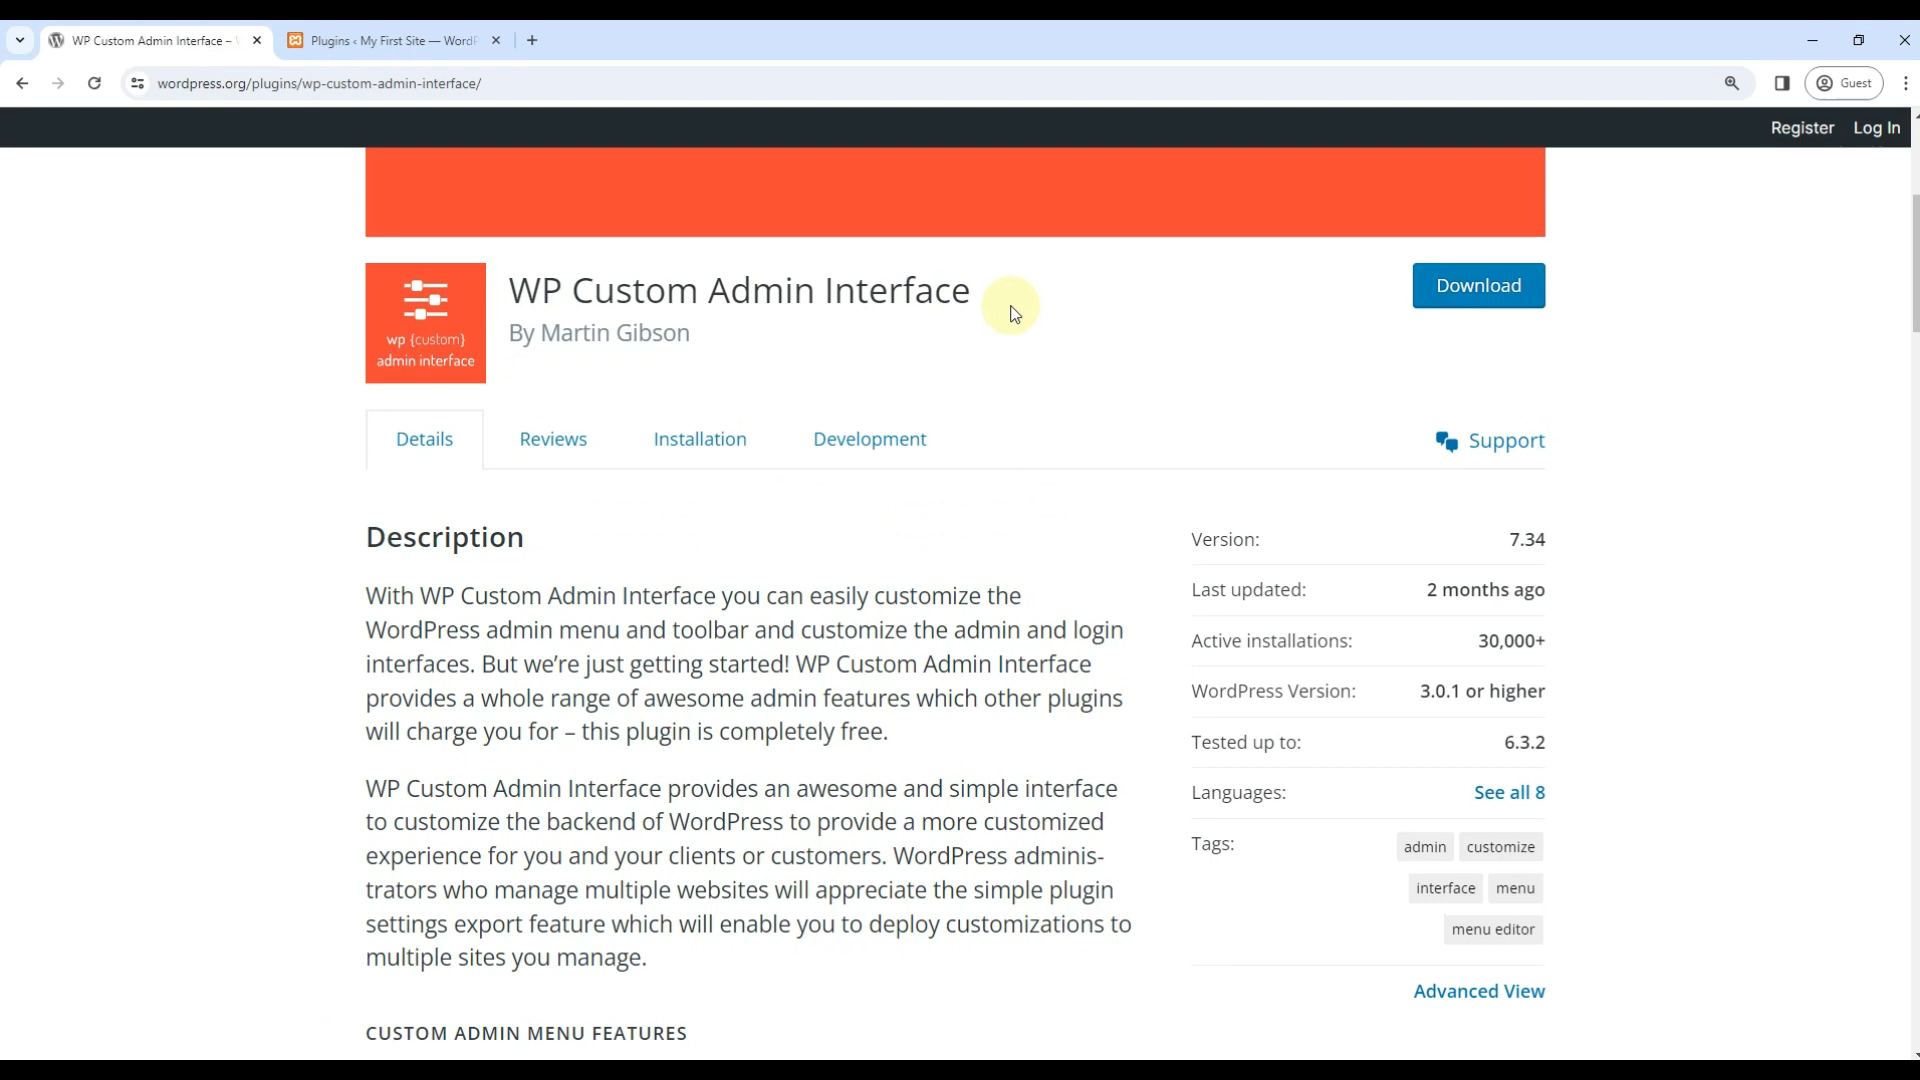 WP Custom Admin Interface –
Plugins ‹ My First Site — WordP
wordpress.org/plugins/wp-custom-admin-interface/
Guest
Register Log In
wp {custom}
admin interface
WP Custom Admin Interface
By Martin Gibson
Download
Details Reviews Installation Development
Support
Description
With WP Custom Admin Interface you can easily customize the
WordPress admin menu and toolbar and customize the admin and login
interfaces. But we’re just getting started! WP Custom Admin Interface
provides a whole range of awesome admin features which other plugins
will charge you for – this plugin is completely free.
WP Custom Admin Interface provides an awesome and simple interface
to customize the backend of WordPress to provide a more customized
experience for you and your clients or customers. WordPress adminis-
trators who manage multiple websites will appreciate the simple plugin
settings export feature which will enable you to deploy customizations to
multiple sites you manage.
CUSTOM ADMIN MENU FEATURES
Version: 7.34
Last updated: 2 months ago
Active installations: 30,000+
WordPress Version: 3.0.1 or higher
Tested up to: 6.3.2
Languages: See all 8
Tags: admin customize
interface menu
menu editor
Advanced View